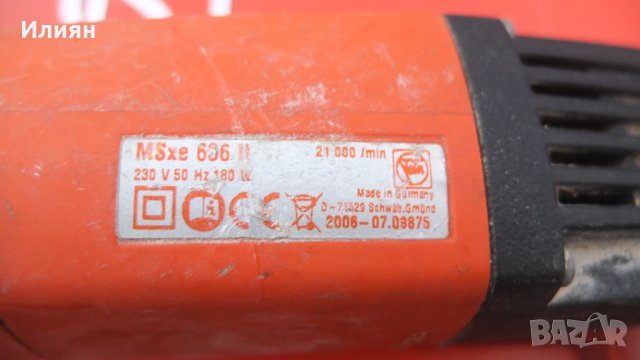 Илиян
MSxe 636 II
21 000 /min
230 V 50 Hz 180 W
Made in Germany
D-73529 Schwäb.Gmünd
2006-07.09875
BAZAR